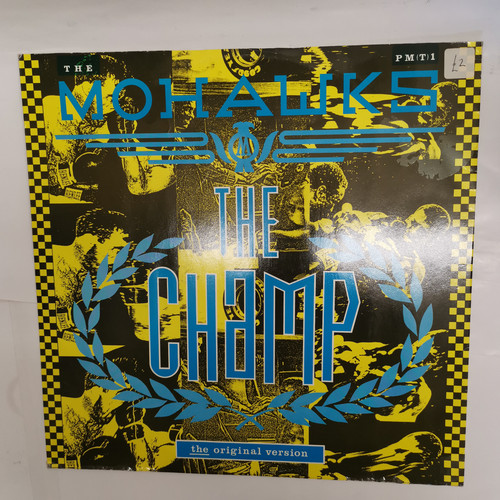 THE
PM(T)1
£2
MOHAWKS
THE
CHAMP
the original version